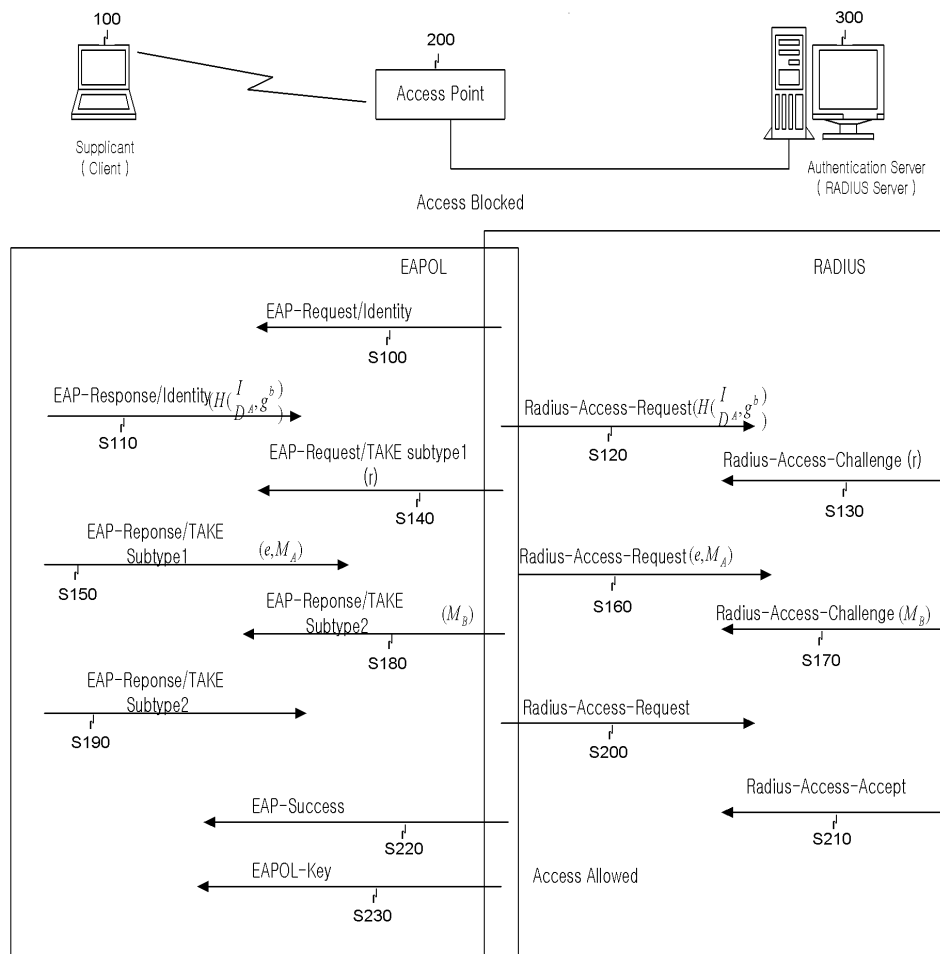 100
200
300
Access Point
Supplicant
( Client )
Authentication Server
( RADIUS Server )
Access Blocked
EAPOL
RADIUS
EAP-Request/Identity
S100
EAP-Response/Identity (H(I D_A, g^b))
S110
Radius-Access-Request (H(I D_A, g^b))
S120
Radius-Access-Challenge (r)
S130
EAP-Request/TAKE subtype1
(r)
S140
EAP-Reponse/TAKE
Subtype1 (e, M_A)
S150
Radius-Access-Request (e, M_A)
S160
Radius-Access-Challenge (M_B)
S170
EAP-Reponse/TAKE
Subtype2 (M_B)
S180
EAP-Reponse/TAKE
Subtype2
S190
Radius-Access-Request
S200
Radius-Access-Accept
S210
EAP-Success
S220
EAPOL-Key
S230
Access Allowed